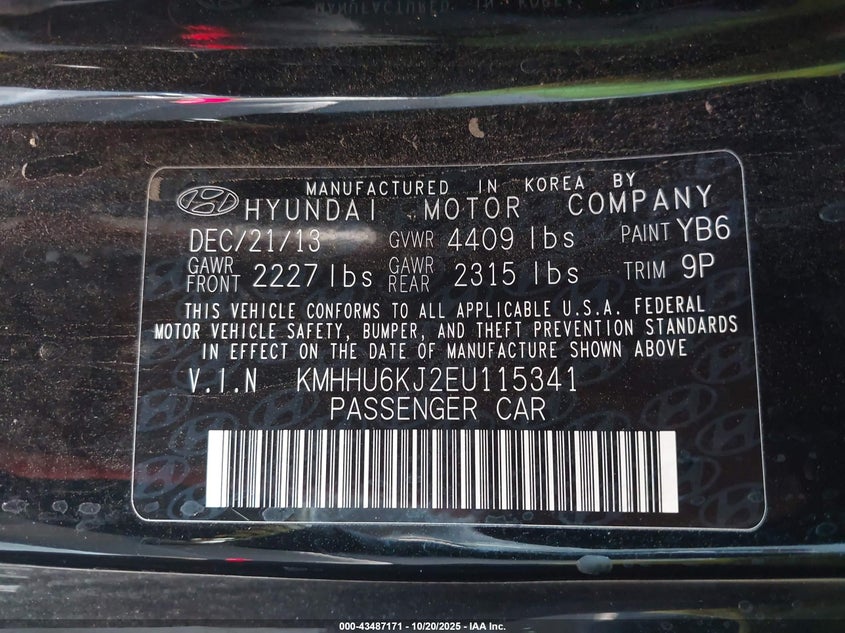 MANUFACTURED IN KOREA BY
HYUNDAI MOTOR COMPANY
DEC/21/13 GVWR 4409 lbs PAINT YB6
GAWR FRONT 2227 lbs GAWR REAR 2315 lbs TRIM 9P
THIS VEHICLE CONFORMS TO ALL APPLICABLE U.S.A. FEDERAL
MOTOR VEHICLE SAFETY, BUMPER, AND THEFT PREVENTION STANDARDS
IN EFFECT ON THE DATE OF MANUFACTURE SHOWN ABOVE
V.I.N KMHHU6KJ2EU115341
PASSENGER CAR
000-43487171 - 10/20/2025 - IAA Inc.